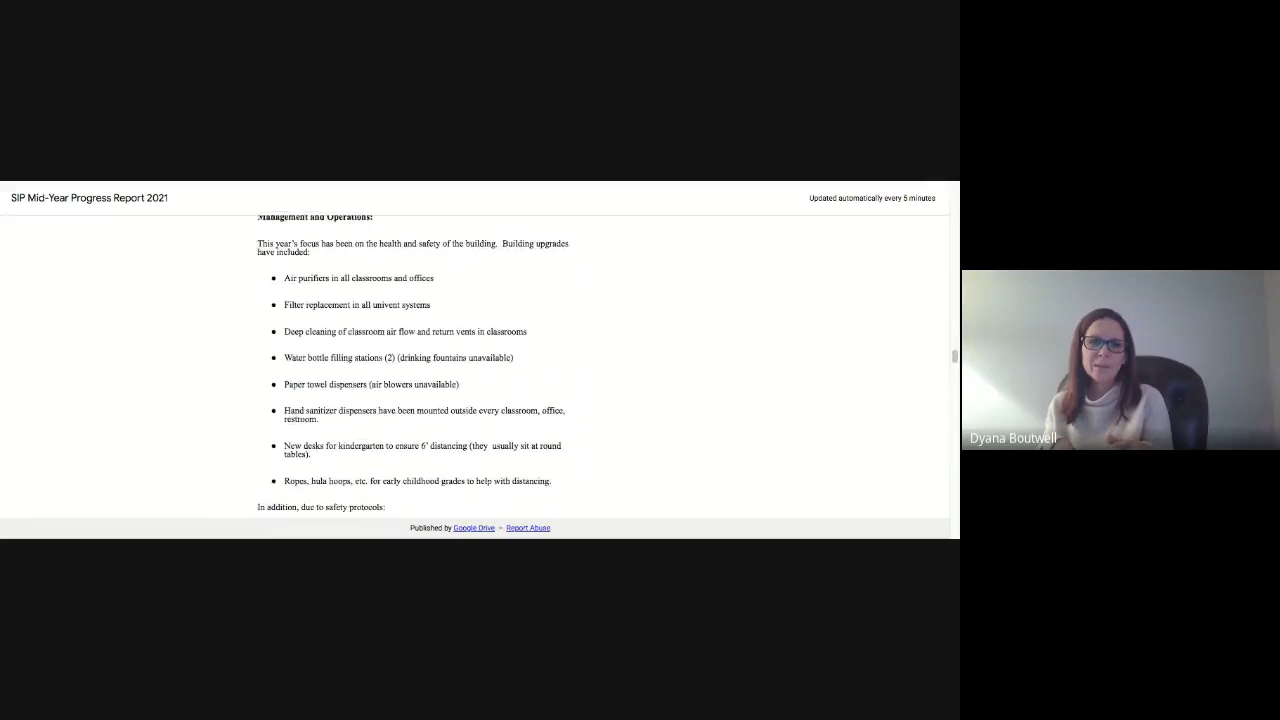 SIP Mid-Year Progress Report 2021
Updated automatically every 5 minutes
Management and Operations:
This year's focus has been on the health and safety of the building.  Building upgrades
have included:
● Air purifiers in all classrooms and offices
● Filter replacement in all univent systems
● Deep cleaning of classroom air flow and return vents in classrooms
● Water bottle filling stations (2) (drinking fountains unavailable)
● Paper towel dispensers (air blowers unavailable)
● Hand sanitizer dispensers have been mounted outside every classroom, office,
restroom.
● New desks for kindergarten to ensure 6' distancing (they  usually sit at round
tables).
● Ropes, hula hoops, etc. for early childhood grades to help with distancing.
In addition, due to safety protocols:
Published by Google Drive – Report Abuse
Dyana Boutwell